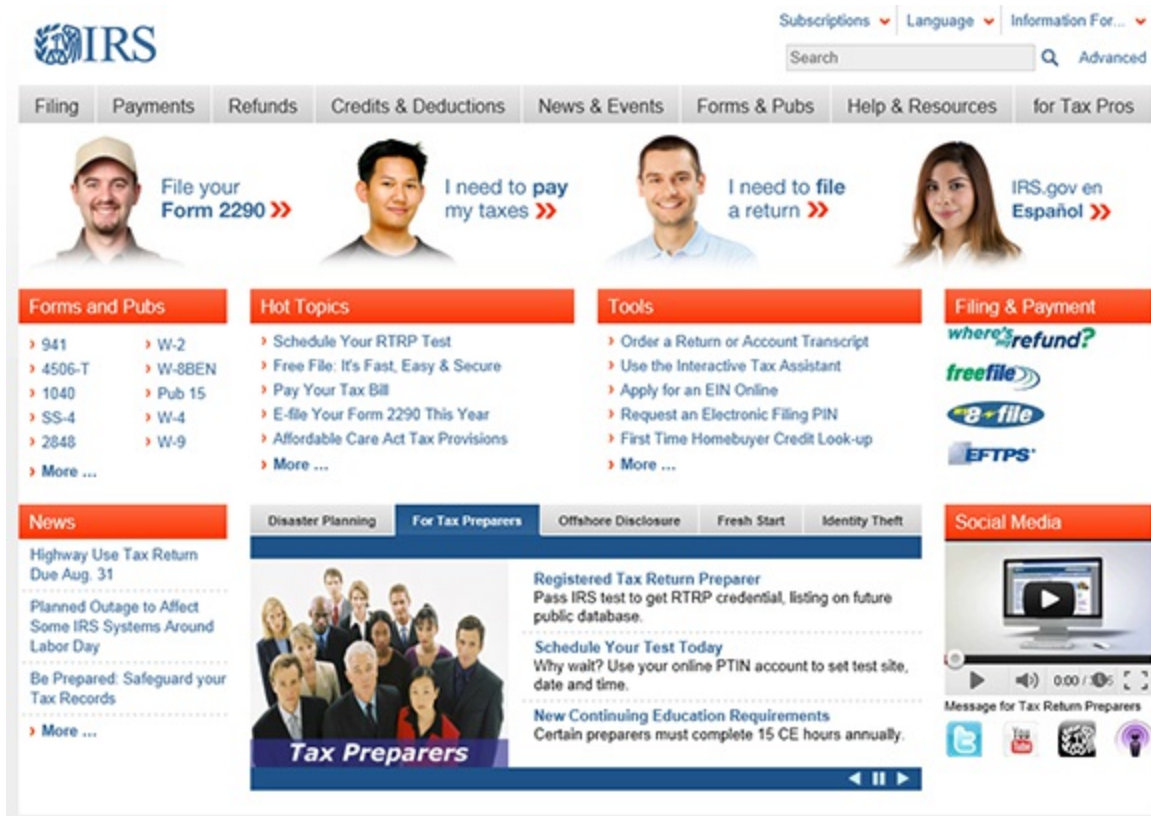 IRS
Subscriptions
Language
Information For...
Search
Advanced
Filing
Payments
Refunds
Credits & Deductions
News & Events
Forms & Pubs
Help & Resources
for Tax Pros
File your
Form 2290
I need to pay
my taxes
I need to file
a return
IRS.gov en
Español
Forms and Pubs
941
4506-T
1040
SS-4
2848
W-2
W-8BEN
Pub 15
W-4
W-9
More ...
Hot Topics
Schedule Your RTRP Test
Free File: It's Fast, Easy & Secure
Pay Your Tax Bill
E-file Your Form 2290 This Year
Affordable Care Act Tax Provisions
More ...
Tools
Order a Return or Account Transcript
Use the Interactive Tax Assistant
Apply for an EIN Online
Request an Electronic Filing PIN
First Time Homebuyer Credit Look-up
More ...
Filing & Payment
where's my refund?
freefile
e-file
EFTPS
News
Highway Use Tax Return
Due Aug. 31
Planned Outage to Affect
Some IRS Systems Around
Labor Day
Be Prepared: Safeguard your
Tax Records
More ...
Disaster Planning
For Tax Preparers
Offshore Disclosure
Fresh Start
Identity Theft
Tax Preparers
Registered Tax Return Preparer
Pass IRS test to get RTRP credential, listing on future
public database.
Schedule Your Test Today
Why wait? Use your online PTIN account to set test site,
date and time.
New Continuing Education Requirements
Certain preparers must complete 15 CE hours annually.
Social Media
0:00 /
Message for Tax Return Preparers
You
Tube